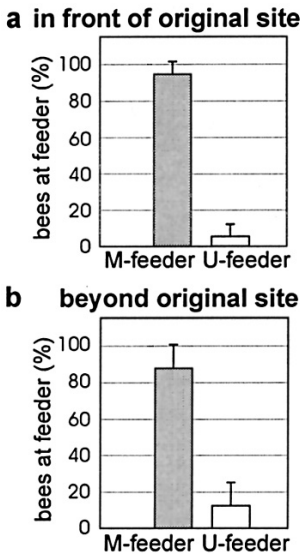 a in front of original site
bees at feeder (%)
100
80
60
40
20
0
M-feeder U-feeder
b beyond original site
bees at feeder (%)
100
80
60
40
20
0
M-feeder U-feeder